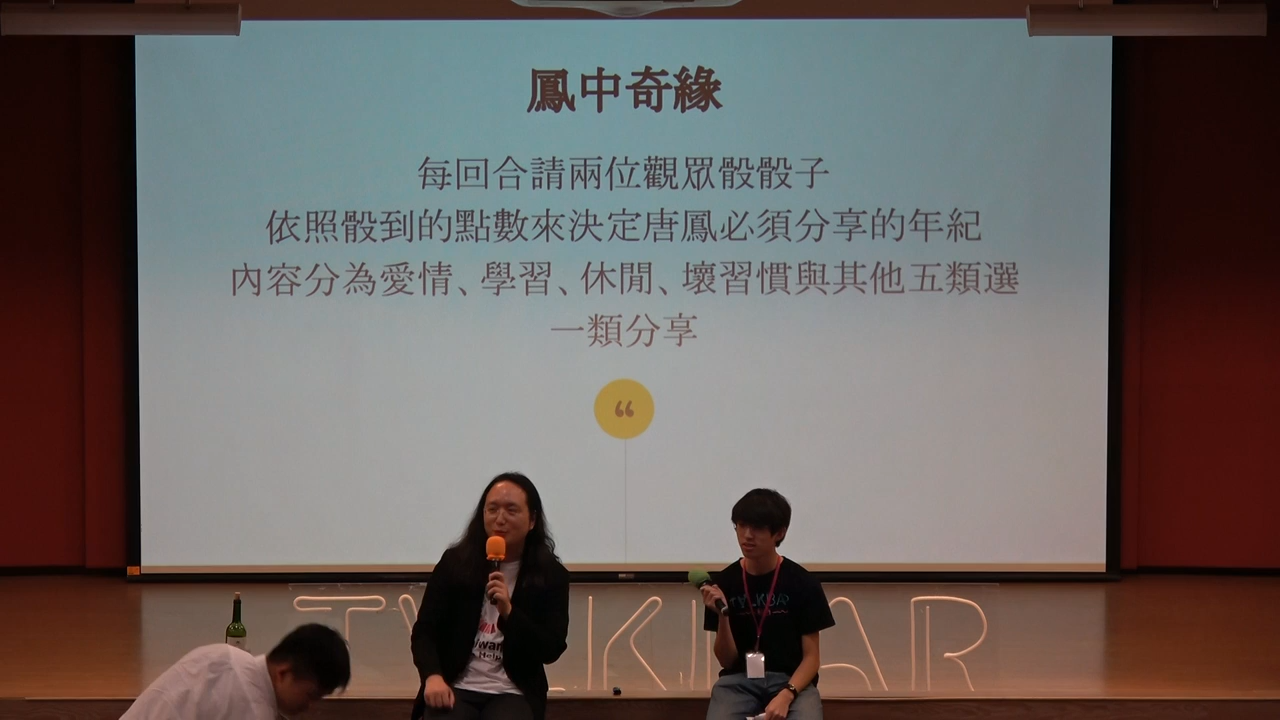 鳳中奇緣
每回合請兩位觀眾骰骰子
依照骰到的點數來決定唐鳳必須分享的年紀
內容分為愛情、學習、休閒、壞習慣與其他五類選
一類分享
“
TALKBAR